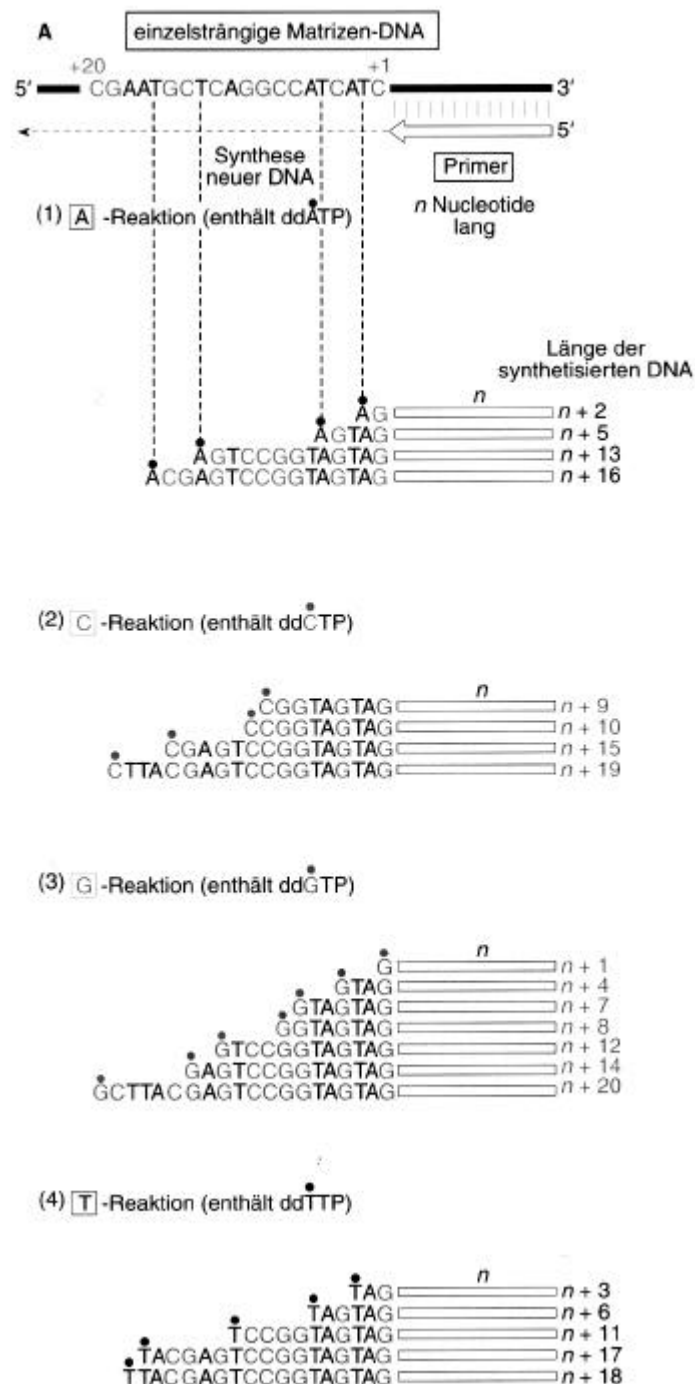 A einzelsträngige Matrizen-DNA
+20 +1
5′ CGAATGCTCAGGCCATCATC 3′
5′
Synthese
neuer DNA
Primer
n Nucleotide
lang
(1) A -Reaktion (enthält ddATP)
Länge der
synthetisierten DNA
n
AG n + 2
AGTAG n + 5
AGTCCGGTAGTAG n + 13
ACGAGTCCGGTAGTAG n + 16
(2) C -Reaktion (enthält ddCTP)
n
CGGTAGTAG n + 9
CCGGTAGTAG n + 10
CGAGTCCGGTAGTAG n + 15
CTTACGAGTCCGGTAGTAG n + 19
(3) G -Reaktion (enthält ddGTP)
n
G n + 1
GTAG n + 4
GTAGTAG n + 7
GGTAGTAG n + 8
GTCCGGTAGTAG n + 12
GAGTCCGGTAGTAG n + 14
GCTTACGAGTCCGGTAGTAG n + 20
(4) T -Reaktion (enthält ddTTP)
n
TAG n + 3
TAGTAG n + 6
TCCGGTAGTAG n + 11
TACGAGTCCGGTAGTAG n + 17
TTACGAGTCCGGTAGTAG n + 18